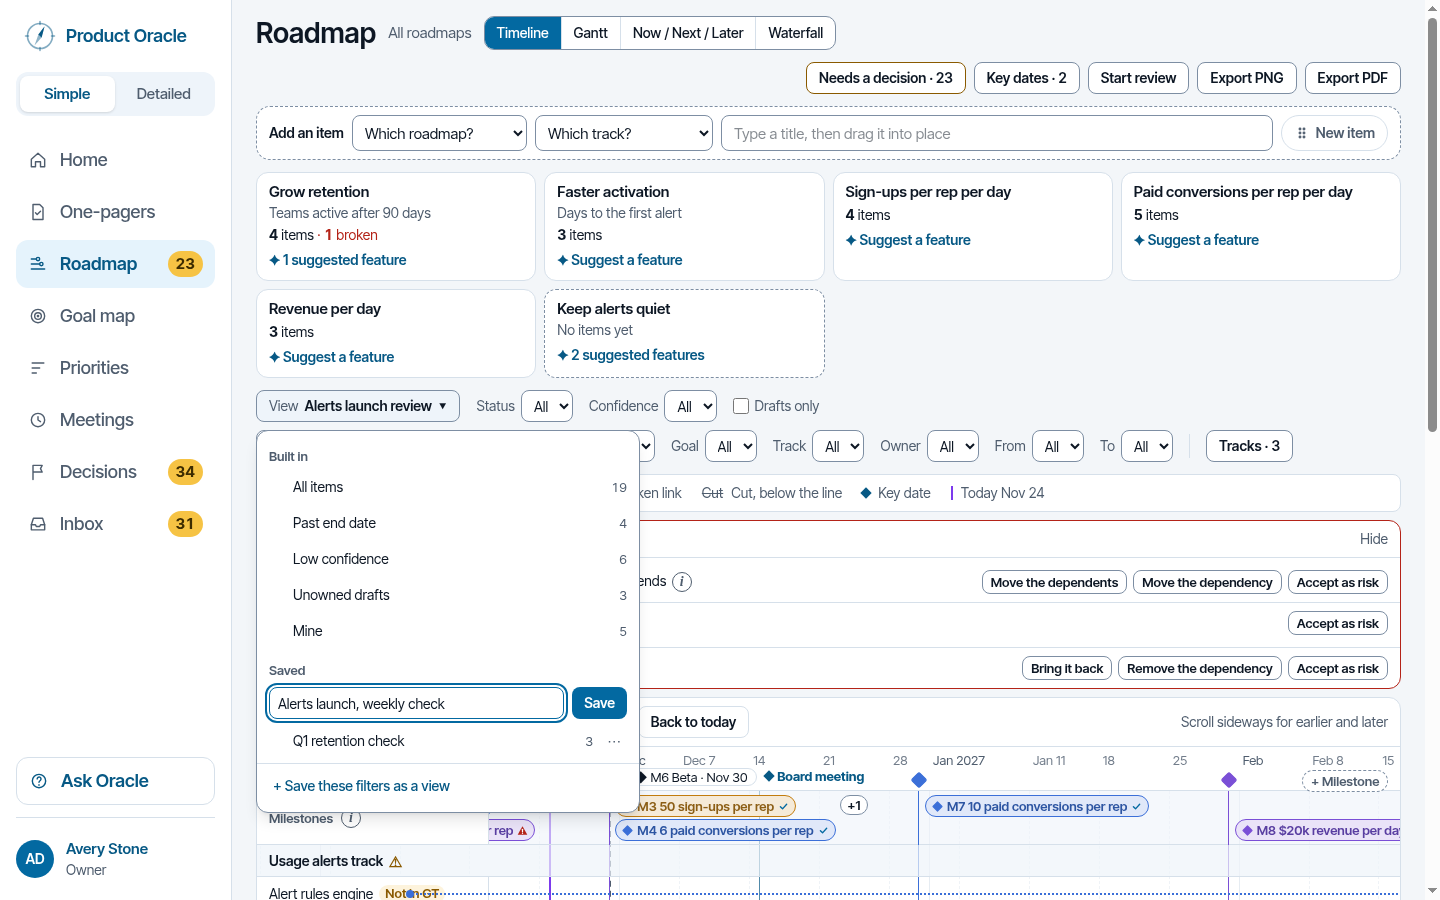 Product Oracle
Simple Detailed
Home
One-pagers
Roadmap 23
Goal map
Priorities
Meetings
Decisions 34
Inbox 31
Ask Oracle
AD Avery Stone
Owner
Roadmap All roadmaps Timeline Gantt Now / Next / Later Waterfall
Needs a decision · 23 Key dates · 2 Start review Export PNG Export PDF
Add an item Which roadmap? Which track? Type a title, then drag it into place New item
Grow retention
Teams active after 90 days
4 items · 1 broken
1 suggested feature
Faster activation
Days to the first alert
3 items
Suggest a feature
Sign-ups per rep per day
4 items
Suggest a feature
Paid conversions per rep per day
5 items
Suggest a feature
Revenue per day
3 items
Suggest a feature
Keep alerts quiet
No items yet
2 suggested features
View Alerts launch review Status All Confidence All Drafts only
Goal All Track All Owner All From All To All Tracks · 3
Built in
All items 19
Past end date 4
Low confidence 6
Unowned drafts 3
Mine 5
Saved
Alerts launch, weekly check Save
Q1 retention check 3 ···
+ Save these filters as a view
link Cut Cut, below the line Key date Today Nov 24
Hide
i Move the dependents Move the dependency Accept as risk
Accept as risk
Bring it back Remove the dependency Accept as risk
Back to today Scroll sideways for earlier and later
Dec 7 14 21 28 Jan 2027 Jan 11 18 25 Feb Feb 8 15
M6 Beta · Nov 30 Board meeting + Milestone
M3 50 sign-ups per rep +1 M7 10 paid conversions per rep
Milestones i rep M4 6 paid conversions per rep M8 $20k revenue per day
Usage alerts track
Alert rules engine Not in GT